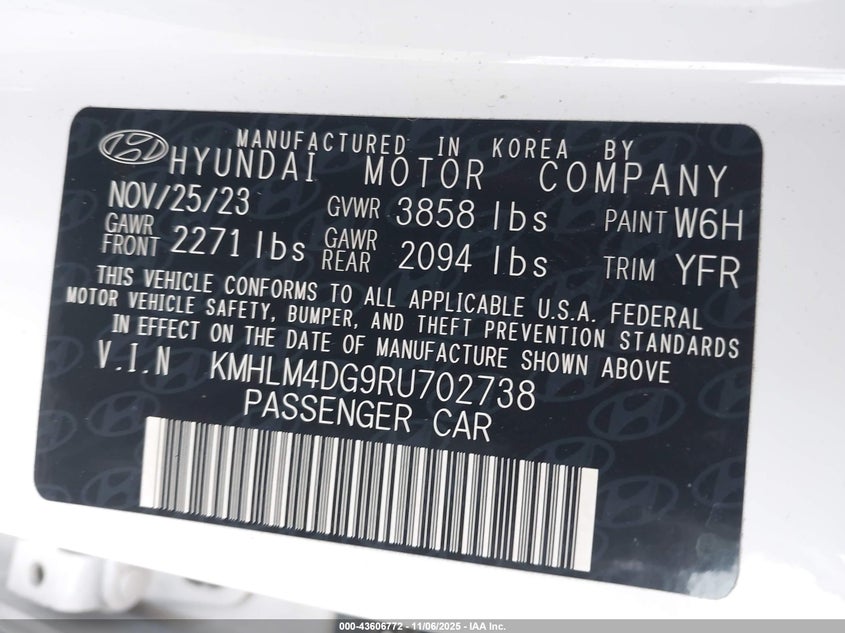 MANUFACTURED IN KOREA BY
HYUNDAI MOTOR COMPANY
NOV/25/23 GVWR 3858 lbs PAINT W6H
GAWR FRONT 2271 lbs GAWR REAR 2094 lbs TRIM YFR
THIS VEHICLE CONFORMS TO ALL APPLICABLE U.S.A. FEDERAL
MOTOR VEHICLE SAFETY, BUMPER, AND THEFT PREVENTION STANDARDS
IN EFFECT ON THE DATE OF MANUFACTURE SHOWN ABOVE
V.I.N KMHLM4DG9RU702738
PASSENGER CAR
000-43606772 - 11/06/2025 - IAA Inc.